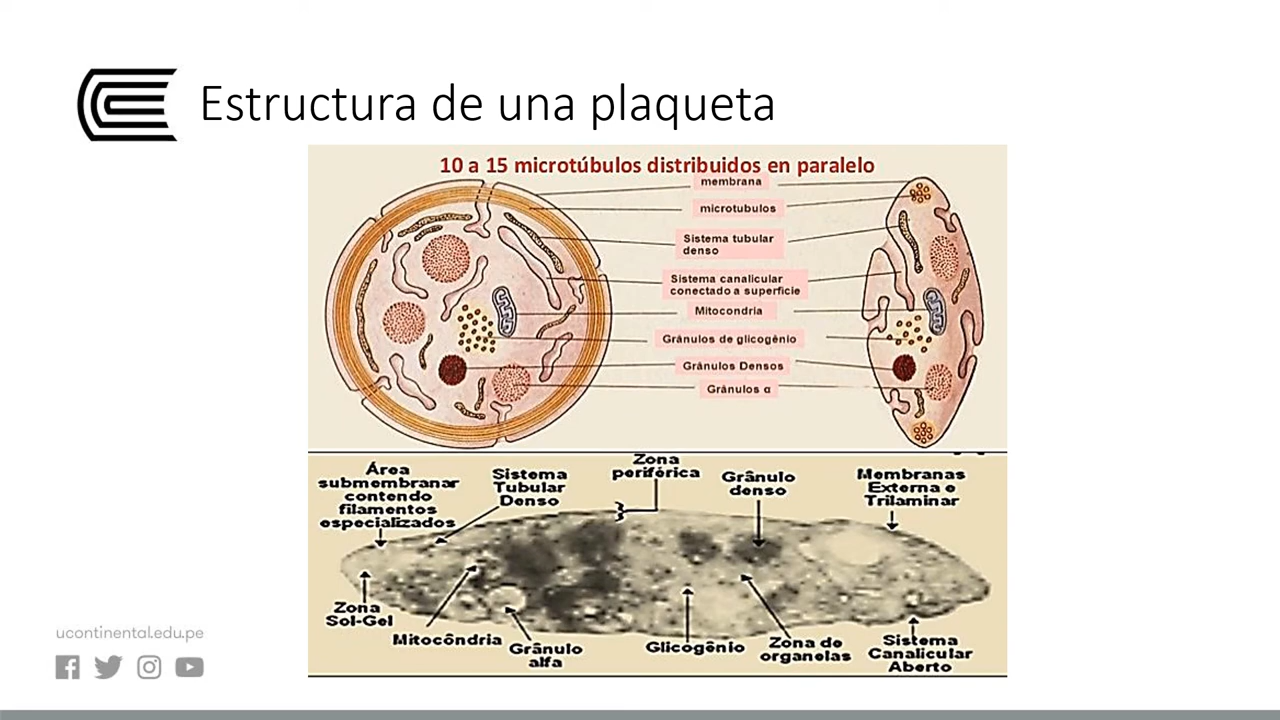 Estructura de una plaqueta
10 a 15 microtúbulos distribuidos en paralelo
membrana
microtubulos
Sistema tubular
denso
Sistema canalicular
conectado a superficie
Mitocondria
Gránulos de glicogênio
Grânulos Densos
Grânulos α
Área
submembranar
contendo
filamentos
especializados
Sistema
Tubular
Denso
Zona
periférica
Grânulo
denso
Membranas
Externa e
Trilaminar
Zona
Sol-Gel
Mitocôndria
Grânulo
alfa
Glicogênio
Zona de
organelas
Sistema
Canalicular
Aberto
ucontinental.edu.pe